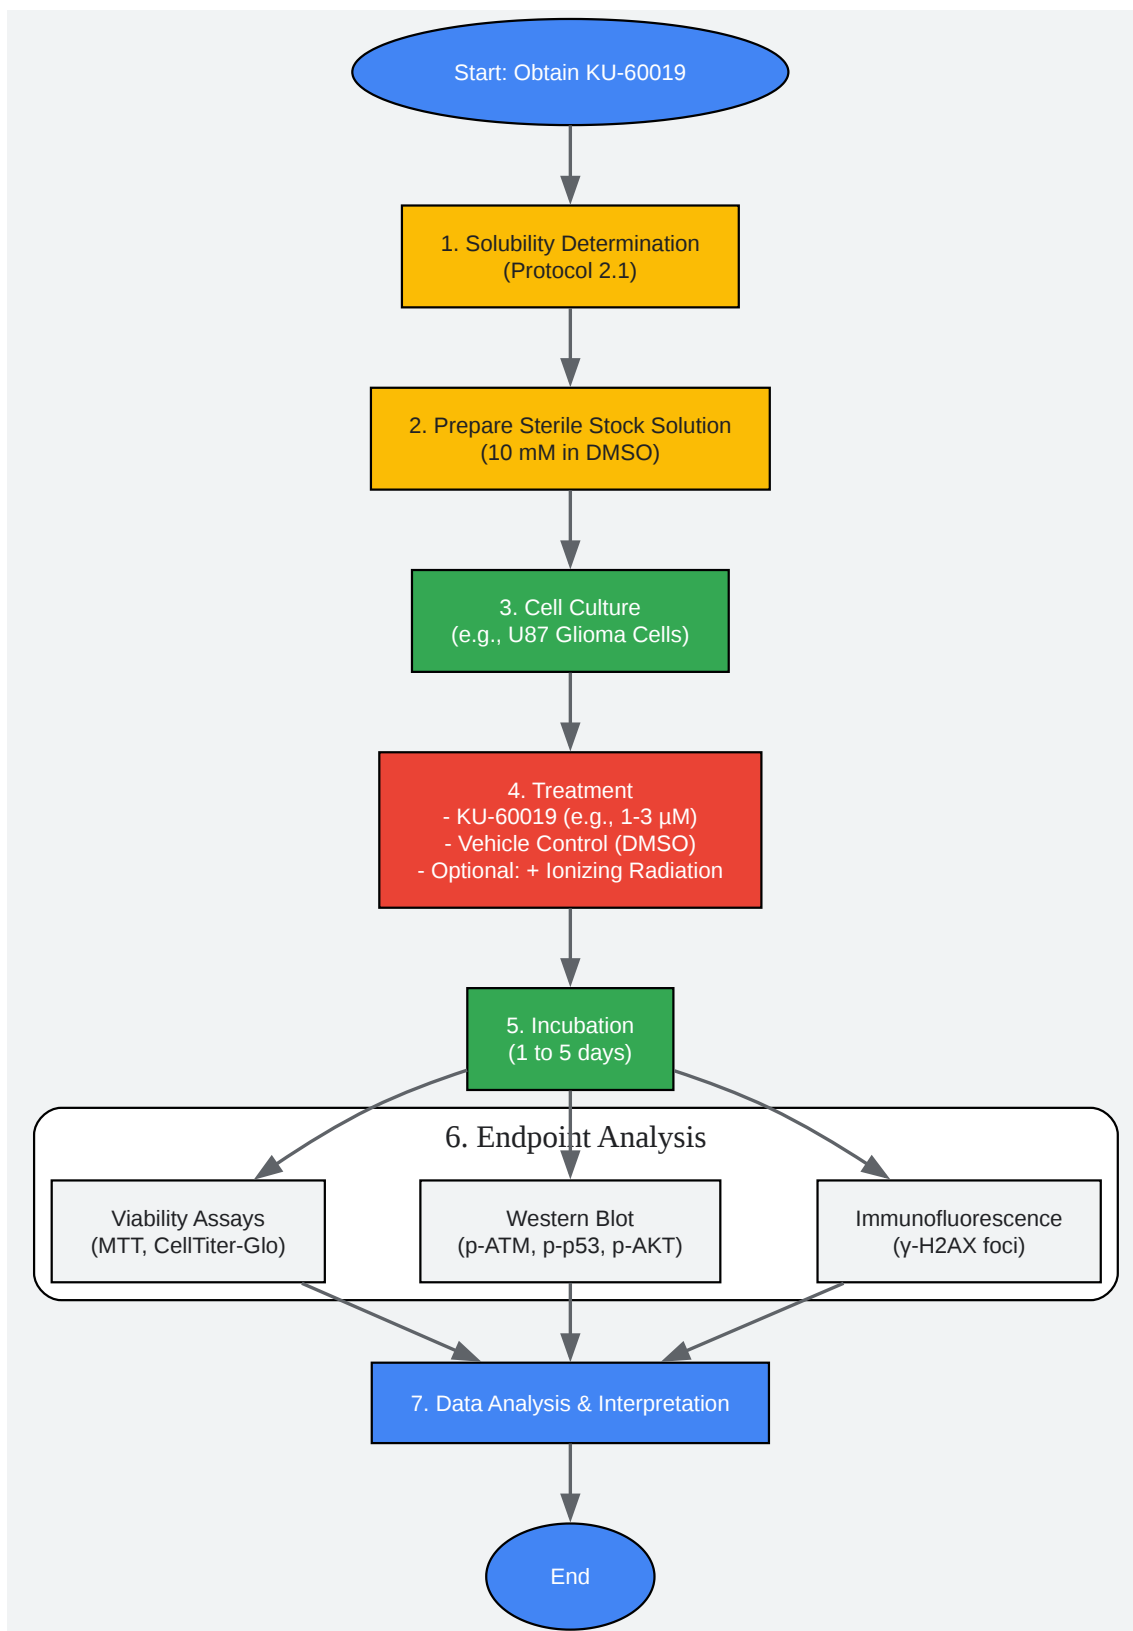 Start: Obtain KU-60019
1. Solubility Determination
(Protocol 2.1)
2. Prepare Sterile Stock Solution
(10 mM in DMSO)
3. Cell Culture
(e.g., U87 Glioma Cells)
4. Treatment
- KU-60019 (e.g., 1-3 µM)
- Vehicle Control (DMSO)
- Optional: + Ionizing Radiation
5. Incubation
(1 to 5 days)
6. Endpoint Analysis
Viability Assays
(MTT, CellTiter-Glo)
Western Blot
(p-ATM, p-p53, p-AKT)
Immunofluorescence
(γ-H2AX foci)
7. Data Analysis & Interpretation
End